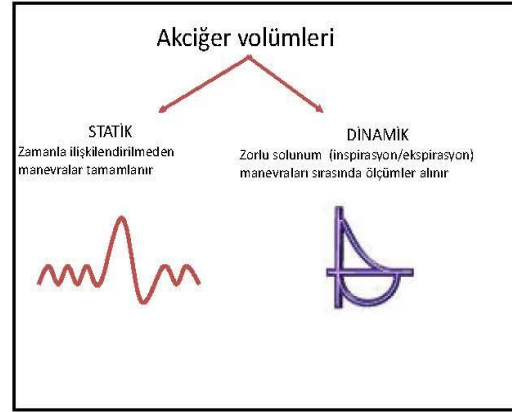 Akciğer volümleri
STATİK
Zamanla ilişkilendirilmeden
manevralar tamamlanır
DİNAMİK
Zorlu solunum (inspirasyon/ekspirasyon)
manevraları sırasında ölçümler alınır